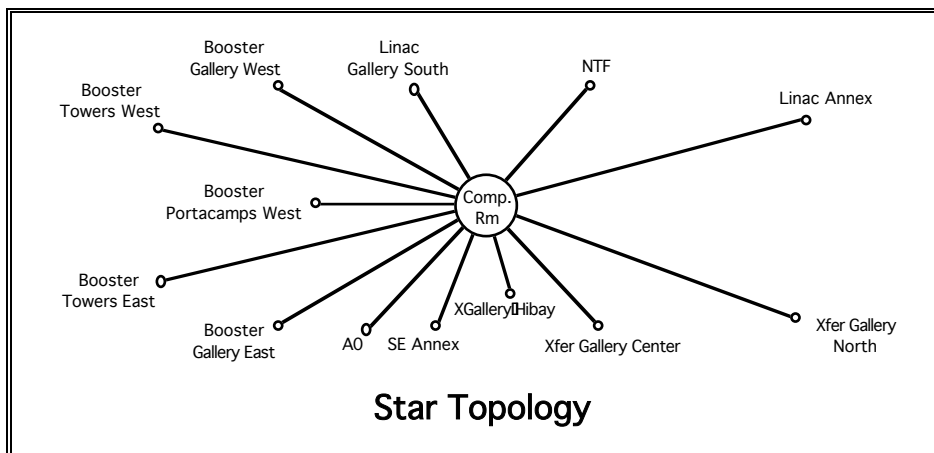 Booster
Gallery West
Linac
Gallery South
NTF
Booster
Towers West
Linac Annex
Booster
Portacamps West
Comp.
Rm
Booster
Towers East
XGallery Hibay
Booster
Gallery East
A0
SE Annex
Xfer Gallery Center
Xfer Gallery
North
Star Topology